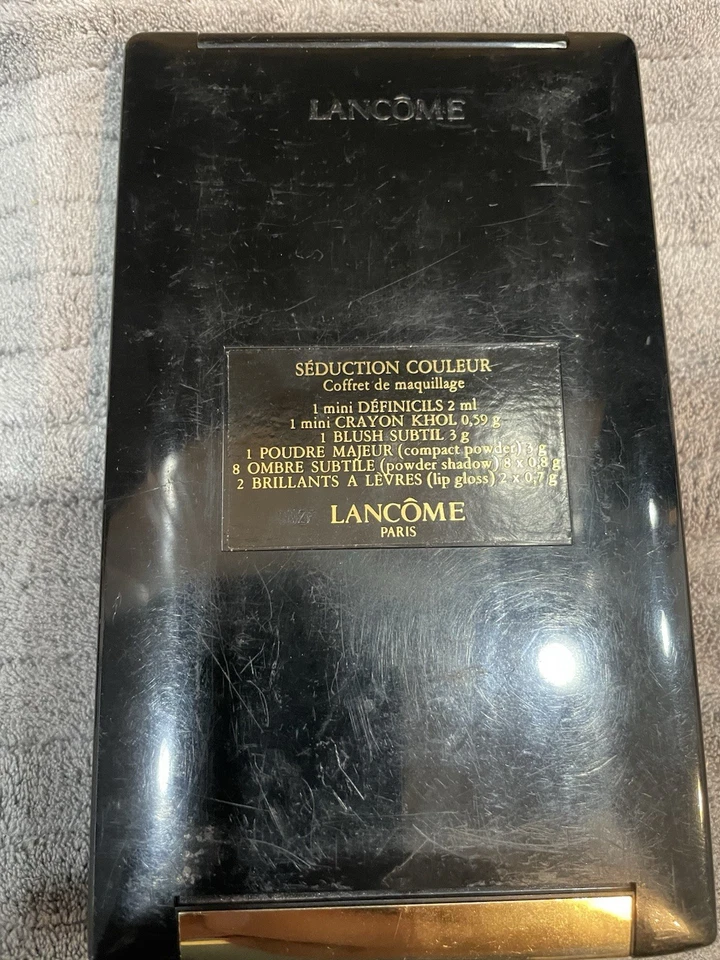 LANCÔME
SÉDUCTION COULEUR
Coffret de maquillage
1 mini DÉFINICILS 2 ml
1 mini CRAYON KHOL 0,59 g
1 BLUSH SUBTIL 3 g
1 POUDRE MAJEUR (compact powder) 3 g
8 OMBRE SUBTILE (powder shadow) 8 x 0,8 g
2 BRILLANTS A LÈVRES (lip gloss) 2 x 0,7 g
LANCÔME
PARIS